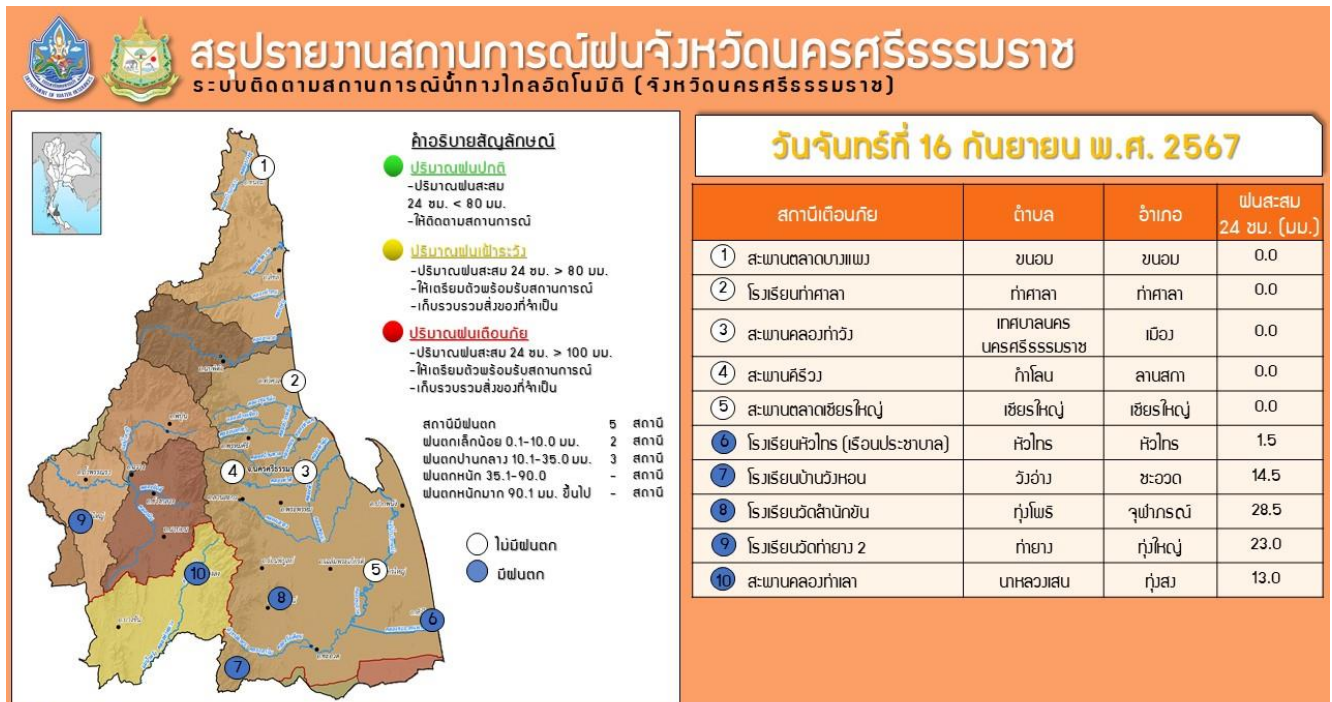 สรุปรายงานสถานการณ์ฝนจังหวัดนครศรีธรรมราช
ระบบติดตามสถานการณ์น้ำทางไกลอัตโนมัติ (จังหวัดนครศรีธรรมราช)
คำอธิบายสัญลักษณ์
ปริมาณฝนปกติ
-ปริมาณฝนสะสม
24 ชม. < 80 มม.
-ให้ติดตามสถานการณ์
ปริมาณฝนเฝ้าระวัง
-ปริมาณฝนสะสม 24 ชม. > 80 มม.
-ให้เตรียมตัวพร้อมรับสถานการณ์
-เก็บรวบรวมสิ่งของที่จำเป็น
ปริมาณฝนเตือนภัย
-ปริมาณฝนสะสม 24 ชม. > 100 มม.
-ให้เตรียมตัวพร้อมรับสถานการณ์
-เก็บรวบรวมสิ่งของที่จำเป็น
สถานีมีฝนตก 5 สถานี
ฝนตกเล็กน้อย 0.1-10.0 มม. 2 สถานี
ฝนตกปานกลาง 10.1-35.0 มม. 3 สถานี
ฝนตกหนัก 35.1-90.0 - สถานี
ฝนตกหนักมาก 90.1 มม. ขึ้นไป - สถานี
ไม่มีฝนตก
มีฝนตก
1
2
4 3
9
10
5
8
6
7
วันจันทร์ที่ 16 กันยายน พ.ศ. 2567
สถานีเตือนภัย ตำบล อำเภอ ฝนสะสม 24 ชม. (มม.)
1 สะพานตลาดบางแพง ขนอม ขนอม 0.0
2 โรงเรียนท่าศาลา ท่าศาลา ท่าศาลา 0.0
3 สะพานคลองท่าวัง เทศบาลนครนครศรีธรรมราช เมือง 0.0
4 สะพานคีรีวง กำโลน ลานสกา 0.0
5 สะพานตลาดเชียรใหญ่ เชียรใหญ่ เชียรใหญ่ 0.0
6 โรงเรียนหัวไทร (เรือนประชาบาล) หัวไทร หัวไทร 1.5
7 โรงเรียนบ้านวังหอน วังอ่าง ชะอวด 14.5
8 โรงเรียนวัดสำนักขัน ทุ่งโพธิ จุฬาภรณ์ 28.5
9 โรงเรียนวัดท่ายาง 2 ท่ายาง ทุ่งใหญ่ 23.0
10 สะพานคลองท่าเลา นาหลวงเสน ทุ่งสง 13.0